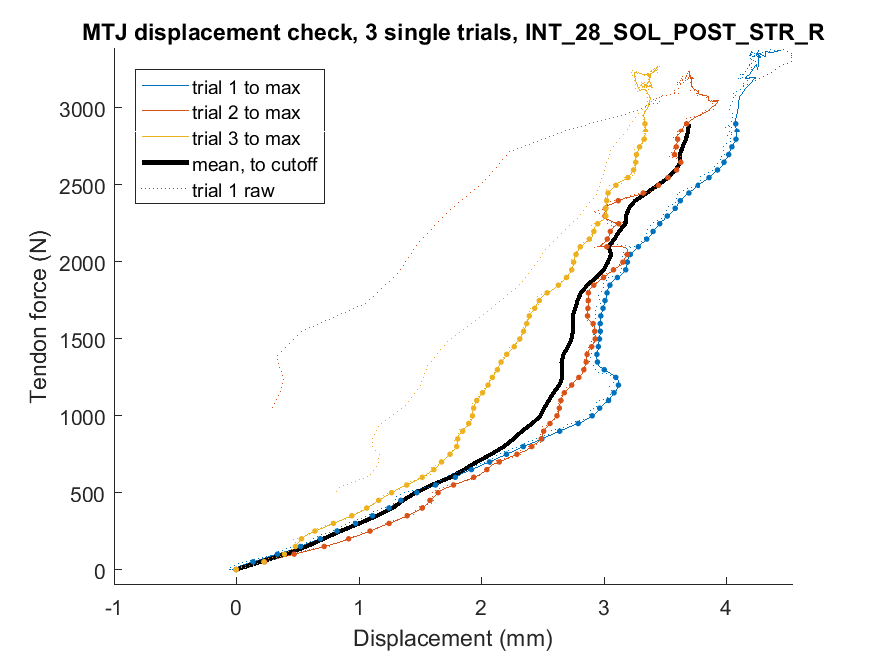 MTJ displacement check, 3 single trials, INT_28_SOL_POST_STR_R
trial 1 to max
trial 2 to max
trial 3 to max
mean, to cutoff
trial 1 raw
3000
2500
2000
1500
1000
500
0
Tendon force (N)
-1 0 1 2 3 4
Displacement (mm)